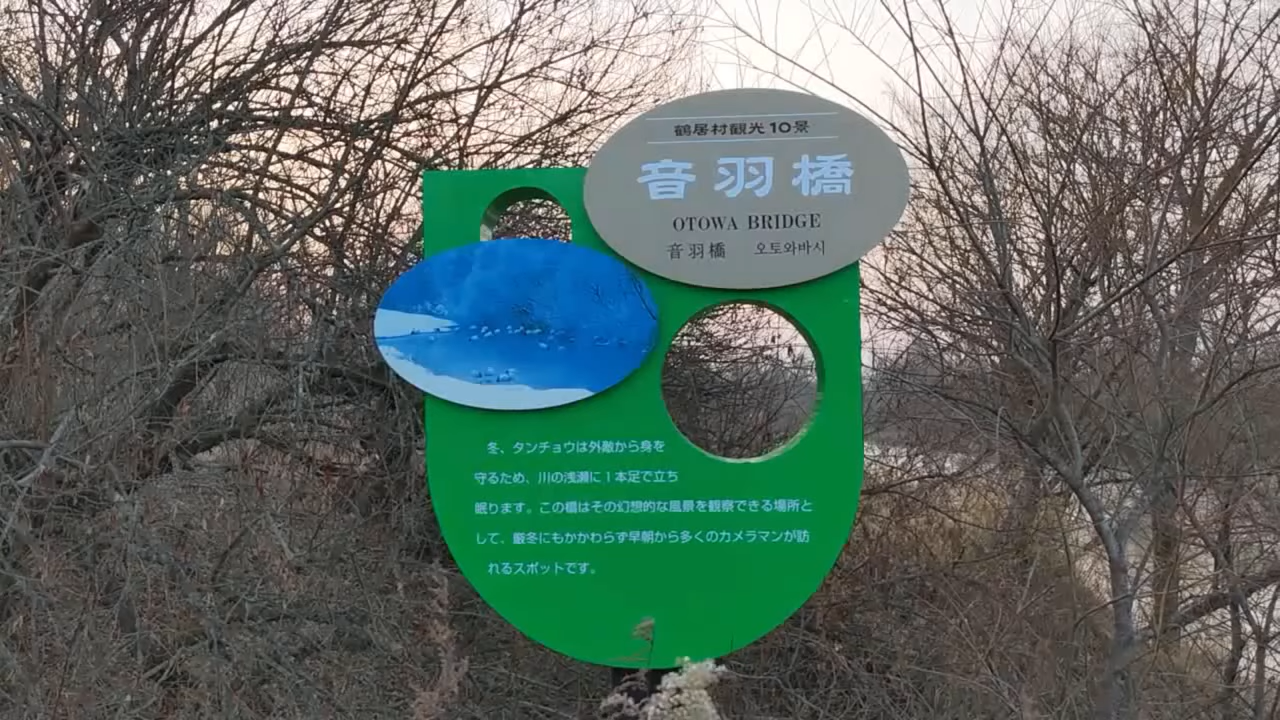 鶴居村観光10景
音羽橋
OTOWA BRIDGE
音羽橋 오토와바시
冬、タンチョウは外敵から身を
守るため、川の浅瀬に1本足で立ち
眠ります。この橋はその幻想的な風景を観察できる場所と
して、厳冬にもかかわらず早朝から多くのカメラマンが訪
れるスポットです。